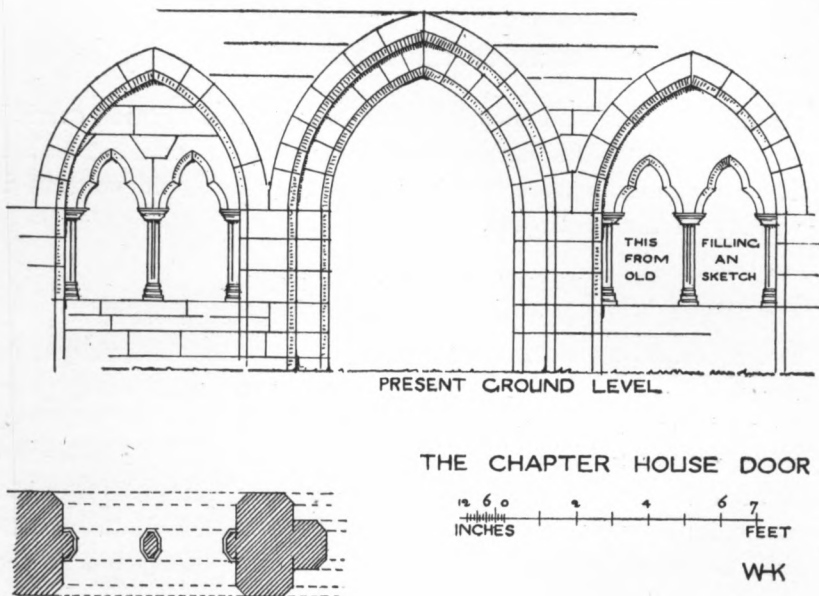 THIS FILLING
FROM AN
OLD SKETCH
PRESENT GROUND LEVEL
THE CHAPTER HOUSE DOOR
12 6 0 2 4 6 7
INCHES FEET
WHK